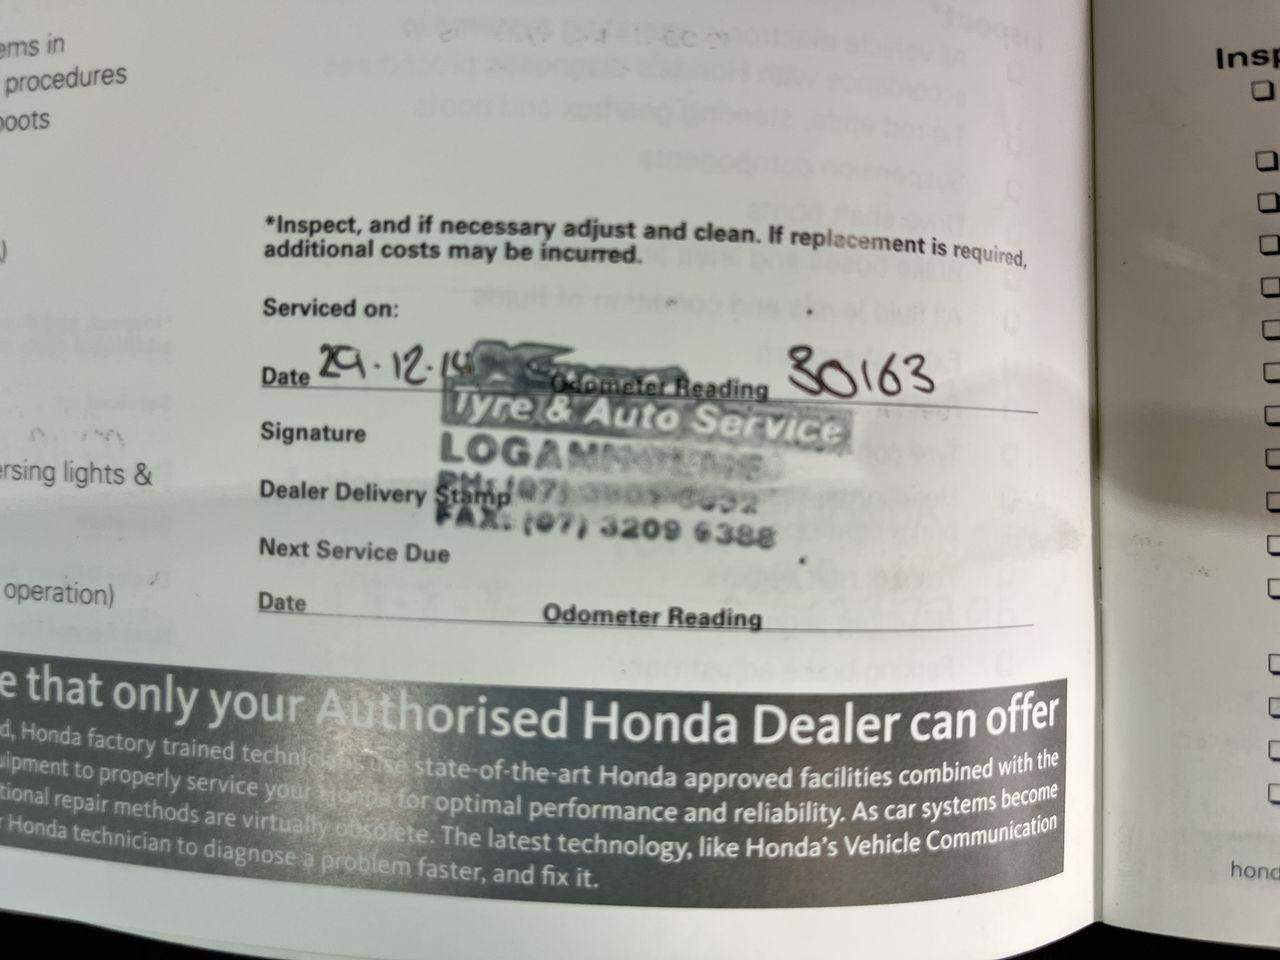 ems in
procedures
boots
*Inspect, and if necessary adjust and clean. If replacement is required,
additional costs may be incurred.
)
Serviced on:
Date 29.12.14 Odometer Reading 30163
Tyre & Auto Service
Signature
ersing lights &
Dealer Delivery Stamp
FAX: (07) 3209 6388
Next Service Due
operation)
Date Odometer Reading
e that only your Authorised Honda Dealer can offer
d, Honda factory trained technicians use state-of-the-art Honda approved facilities combined with the
uipment to properly service your Honda for optimal performance and reliability. As car systems become
tional repair methods are virtually obsolete. The latest technology, like Honda's Vehicle Communication
r Honda technician to diagnose a problem faster, and fix it.
Insp
hond